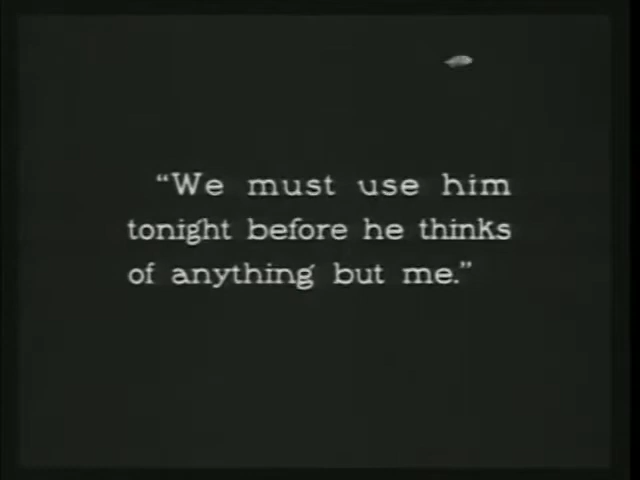 “We must use him
tonight before he thinks
of anything but me.”